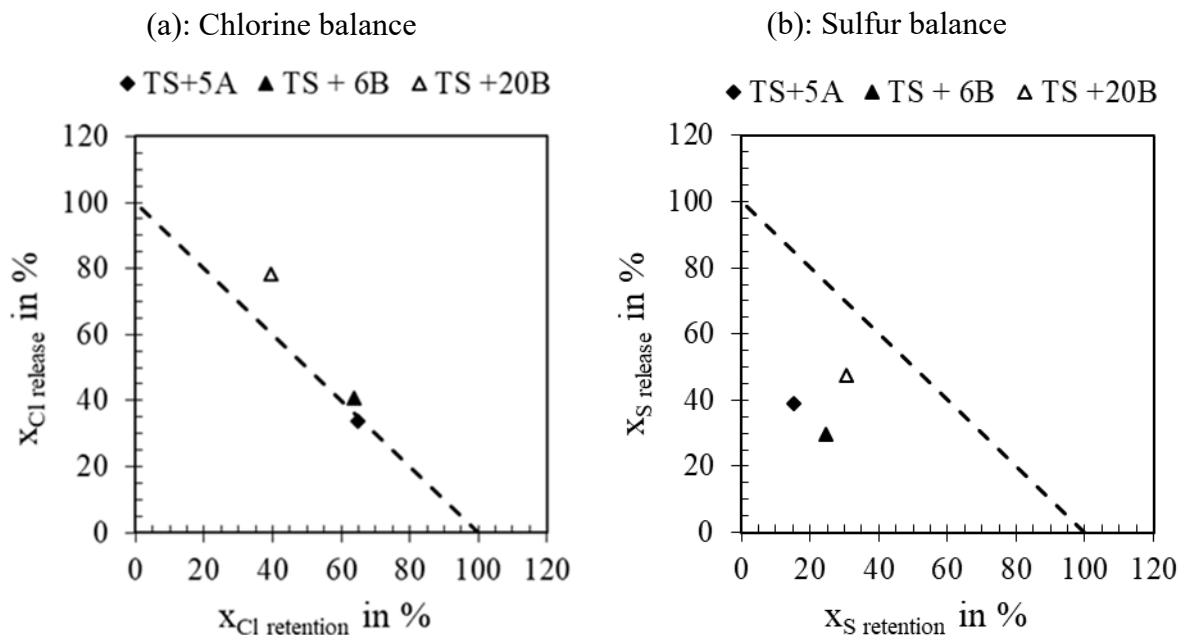 (a): Chlorine balance
◆ TS+5A ▲ TS + 6B △ TS +20B
120
100
80
60
40
20
0
0 20 40 60 80 100 120
x_Cl release in %
x_Cl retention in %
(b): Sulfur balance
◆ TS+5A ▲ TS + 6B △ TS +20B
120
100
80
60
40
20
0
0 20 40 60 80 100 120
x_S release in %
x_S retention in %